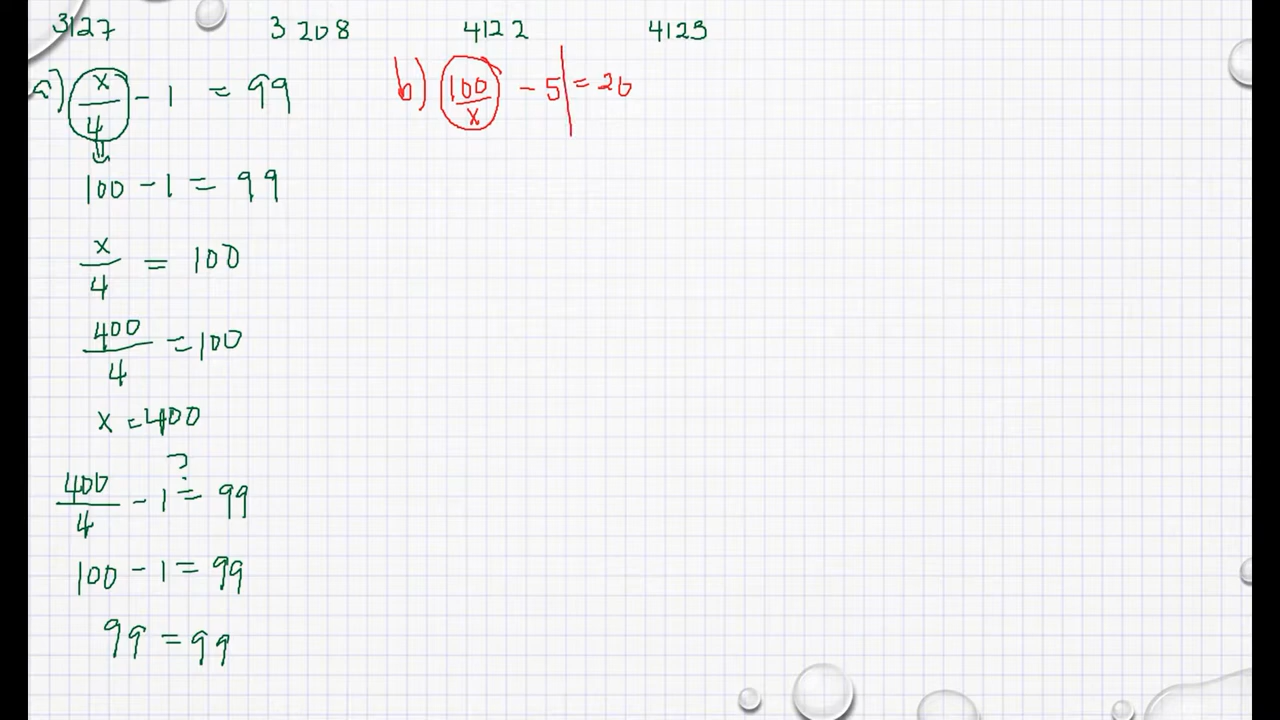 3127 3208 4122 4123
a) x/4 - 1 = 99
b) 100/x - 5 | = 20
100 - 1 = 99
x/4 = 100
400/4 = 100
x = 400
400/4 - 1 ?= 99
100 - 1 = 99
99 = 99